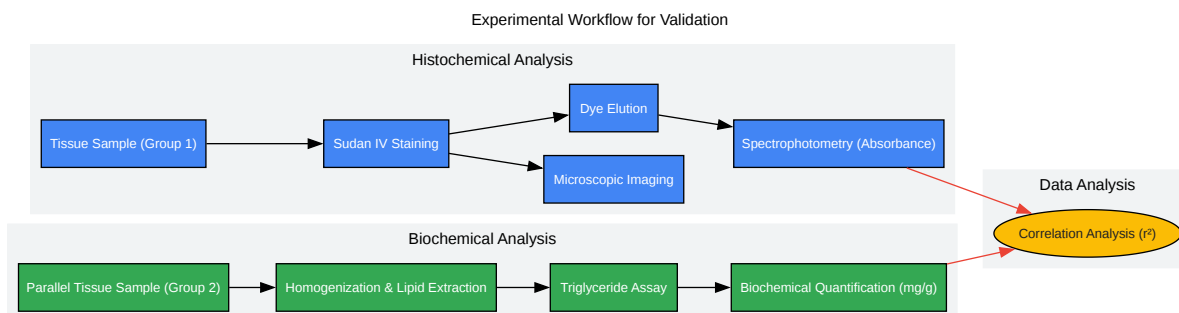 Experimental Workflow for Validation
Histochemical Analysis
Tissue Sample (Group 1)
Sudan IV Staining
Dye Elution
Microscopic Imaging
Spectrophotometry (Absorbance)
Biochemical Analysis
Parallel Tissue Sample (Group 2)
Homogenization & Lipid Extraction
Triglyceride Assay
Biochemical Quantification (mg/g)
Data Analysis
Correlation Analysis (r²)